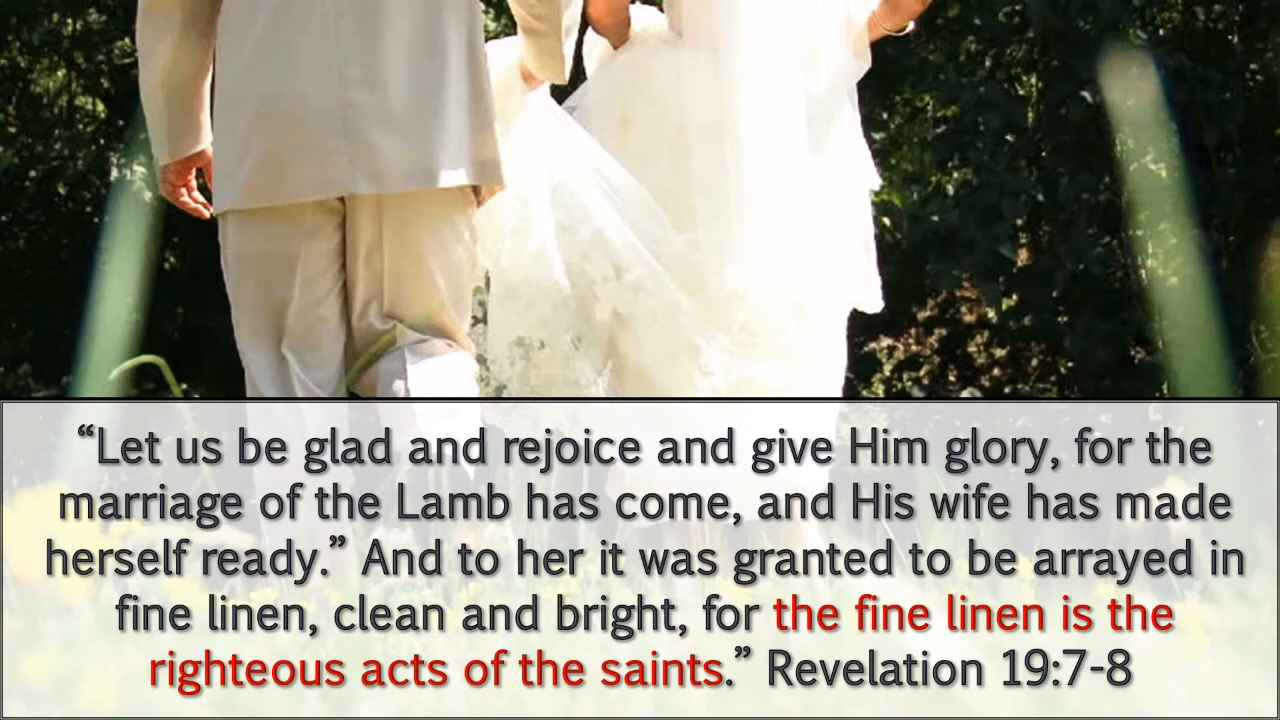 “Let us be glad and rejoice and give Him glory, for the
marriage of the Lamb has come, and His wife has made
herself ready.” And to her it was granted to be arrayed in
fine linen, clean and bright, for the fine linen is the
righteous acts of the saints.” Revelation 19:7-8